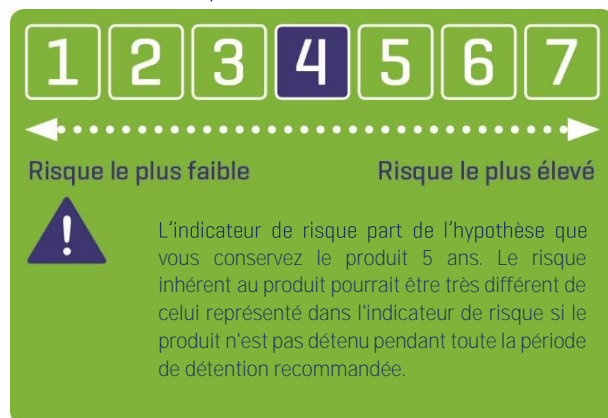 1 2 3 4 5 6 7
Risque le plus faible Risque le plus élevé
!
L'indicateur de risque part de l'hypothèse que
vous conservez le produit 5 ans. Le risque
inhérent au produit pourrait être très différent de
celui représenté dans l'indicateur de risque si le
produit n'est pas détenu pendant toute la période
de détention recommandée.